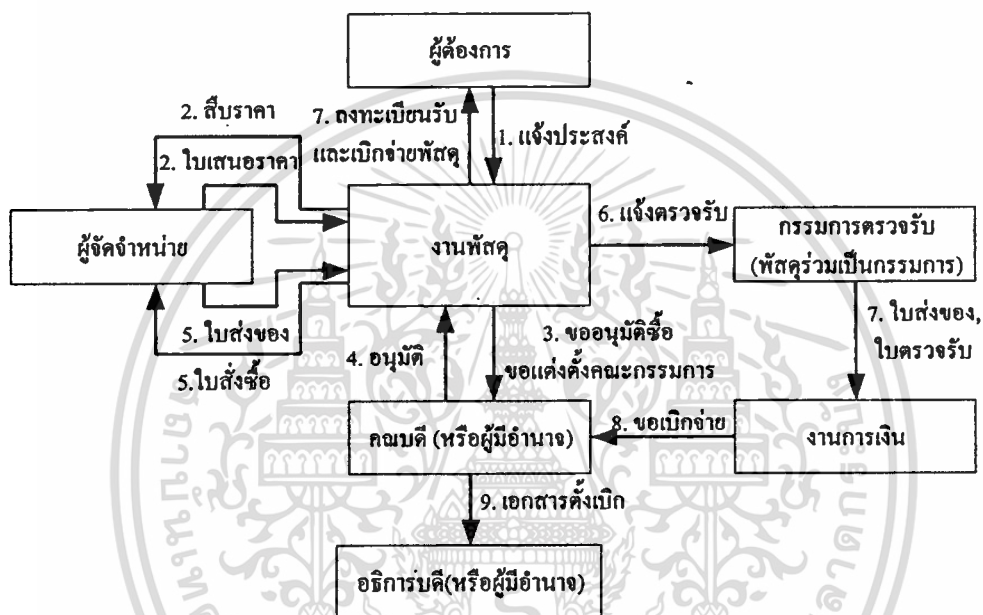 ผู้ต้องการ
2. สืบราคา
7. ลงทะเบียนรับ
และเบิกจ่ายพัสดุ
1. แจ้งประสงค์
2. ใบเสนอราคา
ผู้จัดจำหน่าย
งานพัสดุ
6. แจ้งตรวจรับ
กรรมการตรวจรับ
(พัสดุร่วมเป็นกรรมการ)
5. ใบส่งของ
5.ใบสั่งซื้อ
4. อนุมัติ
3. ขออนุมัติซื้อ
ขอแต่งตั้งคณะกรรมการ
7. ใบส่งของ,
ใบตรวจรับ
คณบดี (หรือผู้มีอำนาจ)
8. ขอเบิกจ่าย
งานการเงิน
9. เอกสารตั้งเบิก
อธิการบดี(หรือผู้มีอำนาจ)